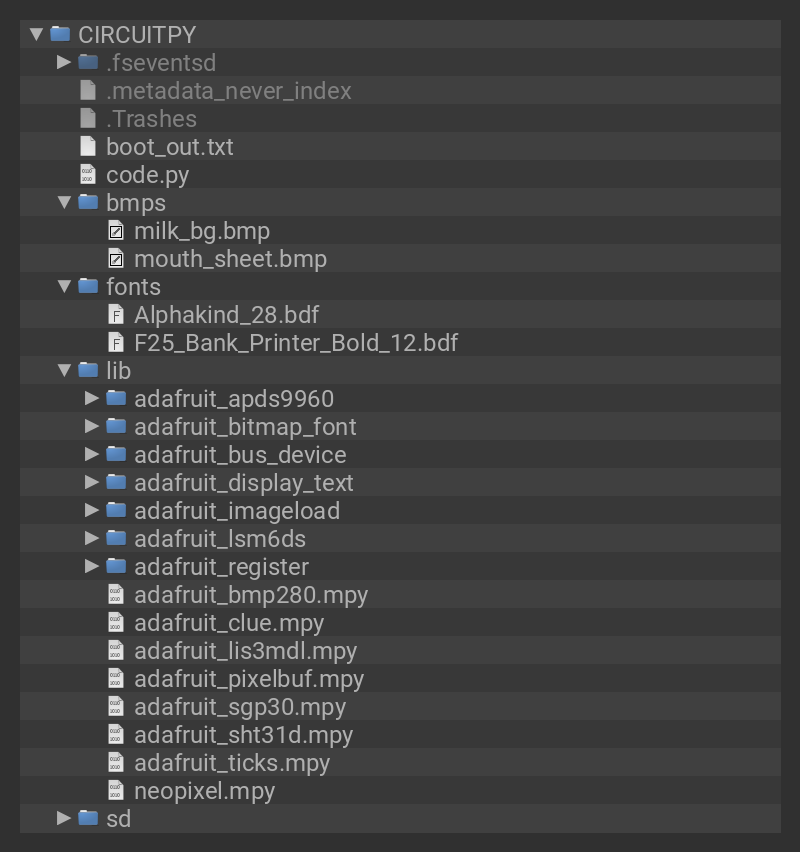 CIRCUITPY
.fseventsd
.metadata_never_index
.Trashes
boot_out.txt
code.py
bmps
milk_bg.bmp
mouth_sheet.bmp
fonts
Alphakind_28.bdf
F25_Bank_Printer_Bold_12.bdf
lib
adafruit_apds9960
adafruit_bitmap_font
adafruit_bus_device
adafruit_display_text
adafruit_imageload
adafruit_lsm6ds
adafruit_register
adafruit_bmp280.mpy
adafruit_clue.mpy
adafruit_lis3mdl.mpy
adafruit_pixelbuf.mpy
adafruit_sgp30.mpy
adafruit_sht31d.mpy
adafruit_ticks.mpy
neopixel.mpy
sd